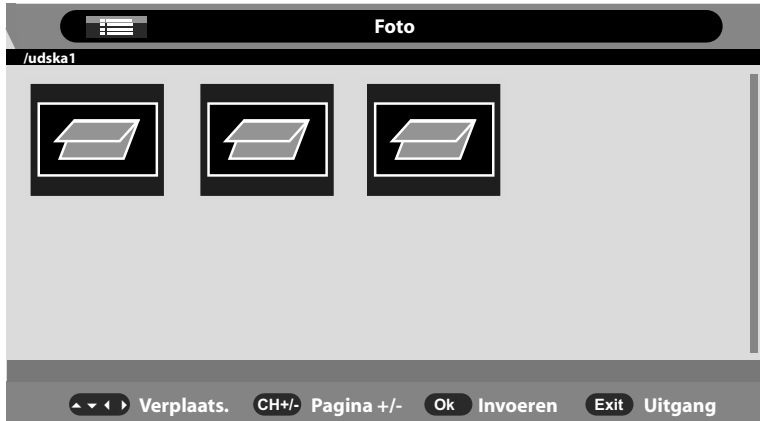 Foto
/udska1
Verplaats. CH+/- Pagina +/- Ok Invoeren Exit Uitgang